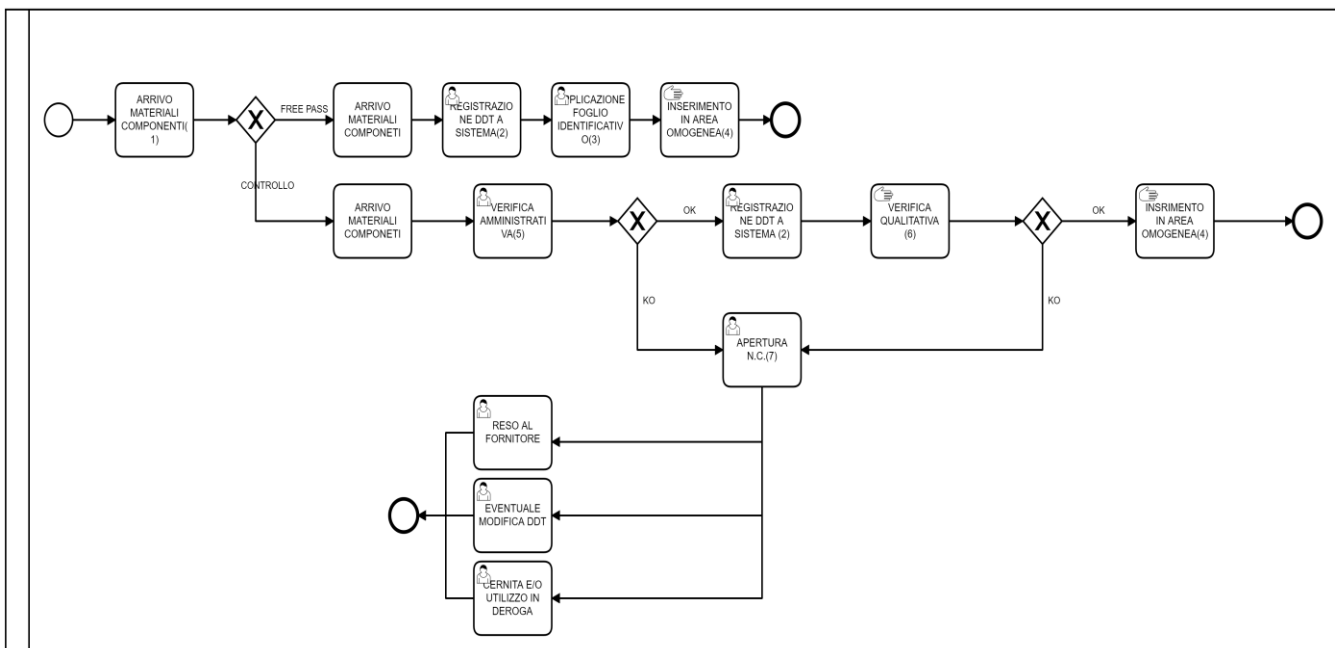 ARRIVO
MATERIALI
COMPONENTI(
1)
X
FREE PASS
ARRIVO
MATERIALI
COMPONETI
REGISTRAZIO
NE DDT A
SISTEMA(2)
PPLICAZIONE
FOGLIO
IDENTIFICATIV
O(3)
INSERIMENTO
IN AREA
OMOGENEA(4)
CONTROLLO
ARRIVO
MATERIALI
COMPONETI
VERIFICA
AMMINISTRATI
VA(5)
X
OK
REGISTRAZIO
NE DDT A
SISTEMA (2)
VERIFICA
QUALITATIVA
(6)
X
OK
INSRIMENTO
IN AREA
OMOGENEA(4)
KO
KO
APERTURA
N.C.(7)
RESO AL
FORNITORE
EVENTUALE
MODIFICA DDT
CERNITA E/O
UTILIZZO IN
DEROGA